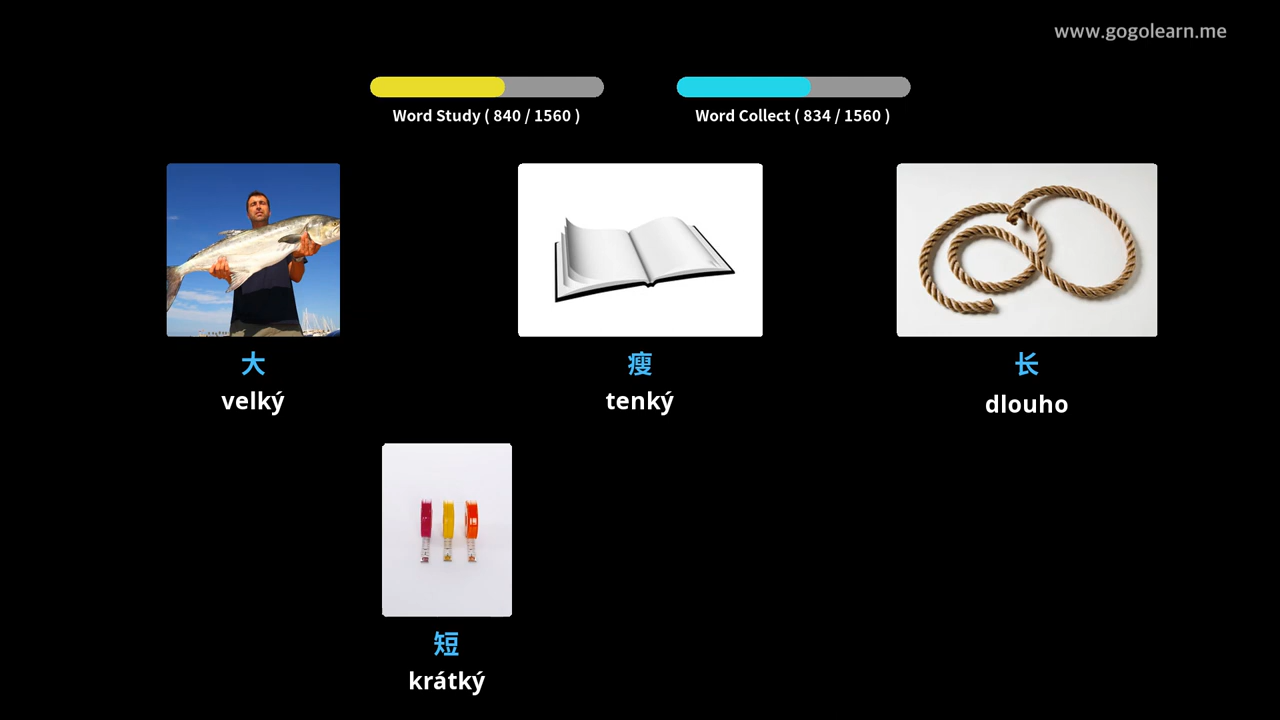 www.gogolearn.me
Word Study ( 840 / 1560 )
Word Collect ( 834 / 1560 )
大
velký
瘦
tenký
长
dlouho
短
krátký